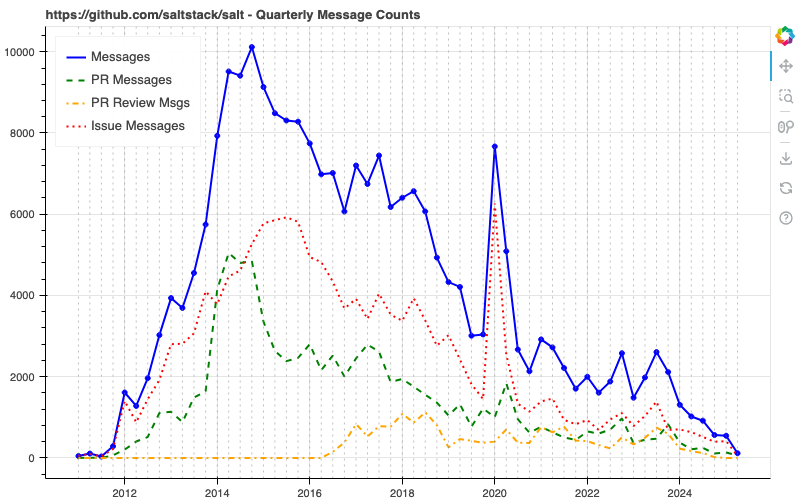 https://github.com/saltstack/salt - Quarterly Message Counts
Messages
PR Messages
PR Review Msgs
Issue Messages
10000
8000
6000
4000
2000
0
2012 2014 2016 2018 2020 2022 2024